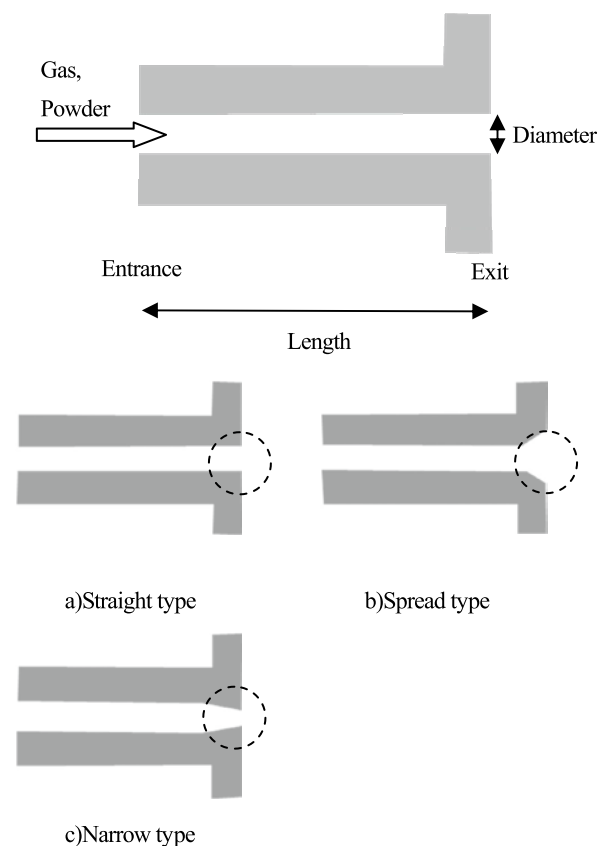 Gas,
Powder
Diameter
Entrance
Exit
Length
a)Straight type
b)Spread type
c)Narrow type